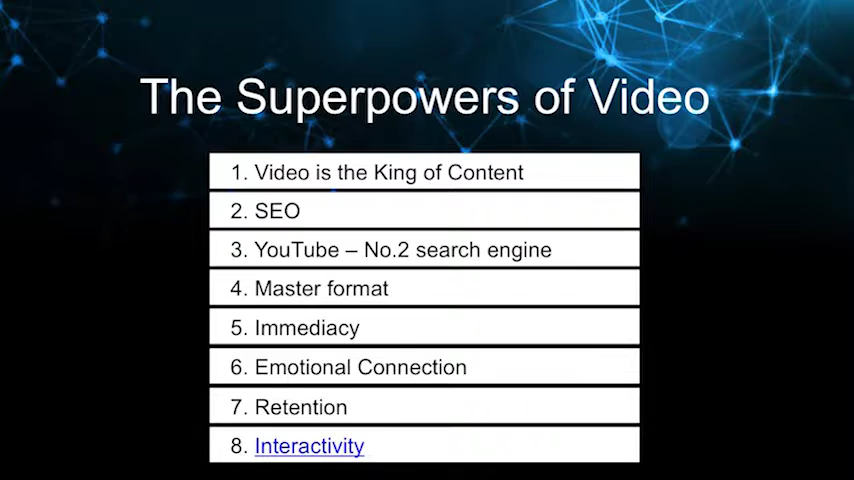 The Superpowers of Video
1. Video is the King of Content
2. SEO
3. YouTube – No.2 search engine
4. Master format
5. Immediacy
6. Emotional Connection
7. Retention
8. Interactivity